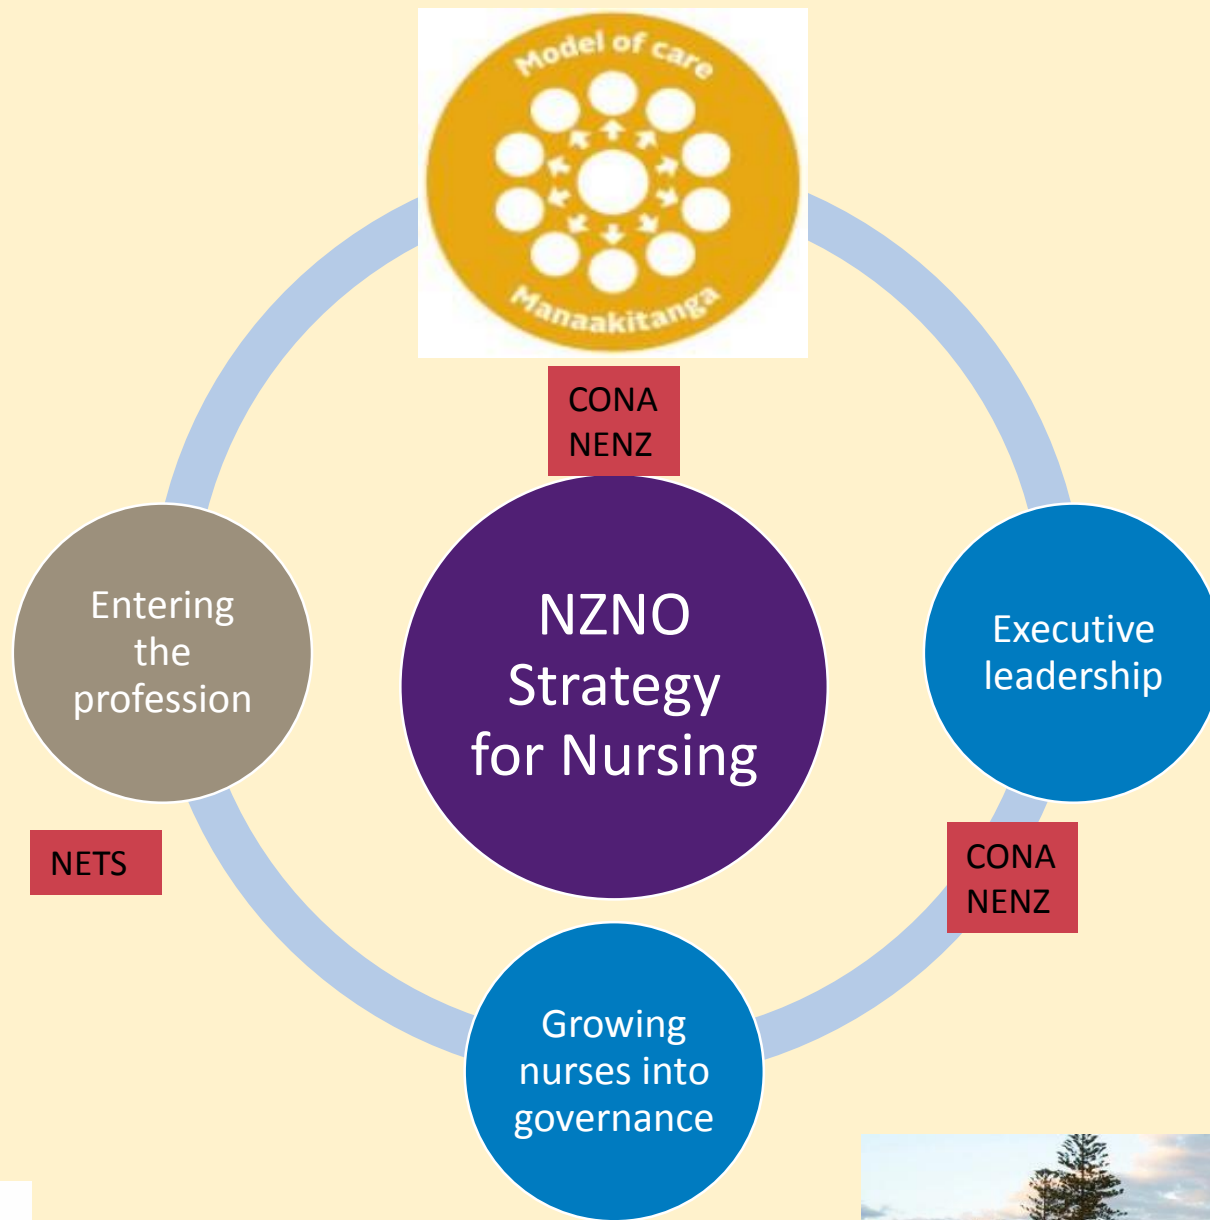 Model of care
Manaakitanga
CONA
NENZ
Entering
the
profession
NZNO
Strategy
for Nursing
Executive
leadership
NETS
CONA
NENZ
Growing
nurses into
governance